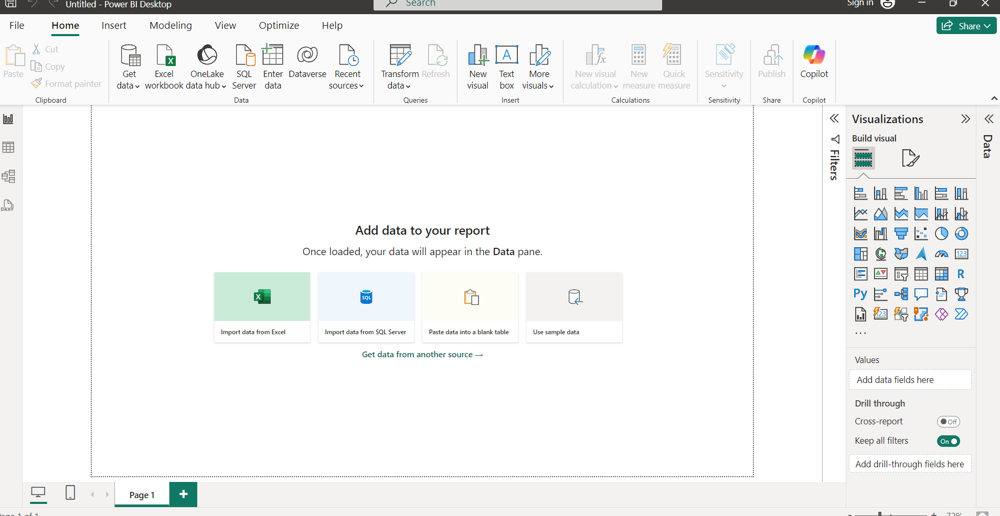 Untitled - Power BI Desktop
Search
Sign in
File Home Insert Modeling View Optimize Help
Share
Paste
Cut
Copy
Format painter
Clipboard
Get data
Excel workbook
OneLake data hub
SQL Server
Enter data
Dataverse
Recent sources
Data
Transform data
Refresh
Queries
New visual
A
Text box
More visuals
Insert
New visual calculation
New measure
Quick measure
Calculations
Sensitivity
Sensitivity
Publish
Share
Copilot
Copilot
DAX
Add data to your report
Once loaded, your data will appear in the Data pane.
SQL
Import data from Excel
Import data from SQL Server
Paste data into a blank table
Use sample data
Get data from another source →
Filters
Visualizations
Build visual
123
R
Py
123
...
Values
Add data fields here
Drill through
Cross-report
Off
Keep all filters
On
Add drill-through fields here
Data
Page 1
Page 1 of 1
72%